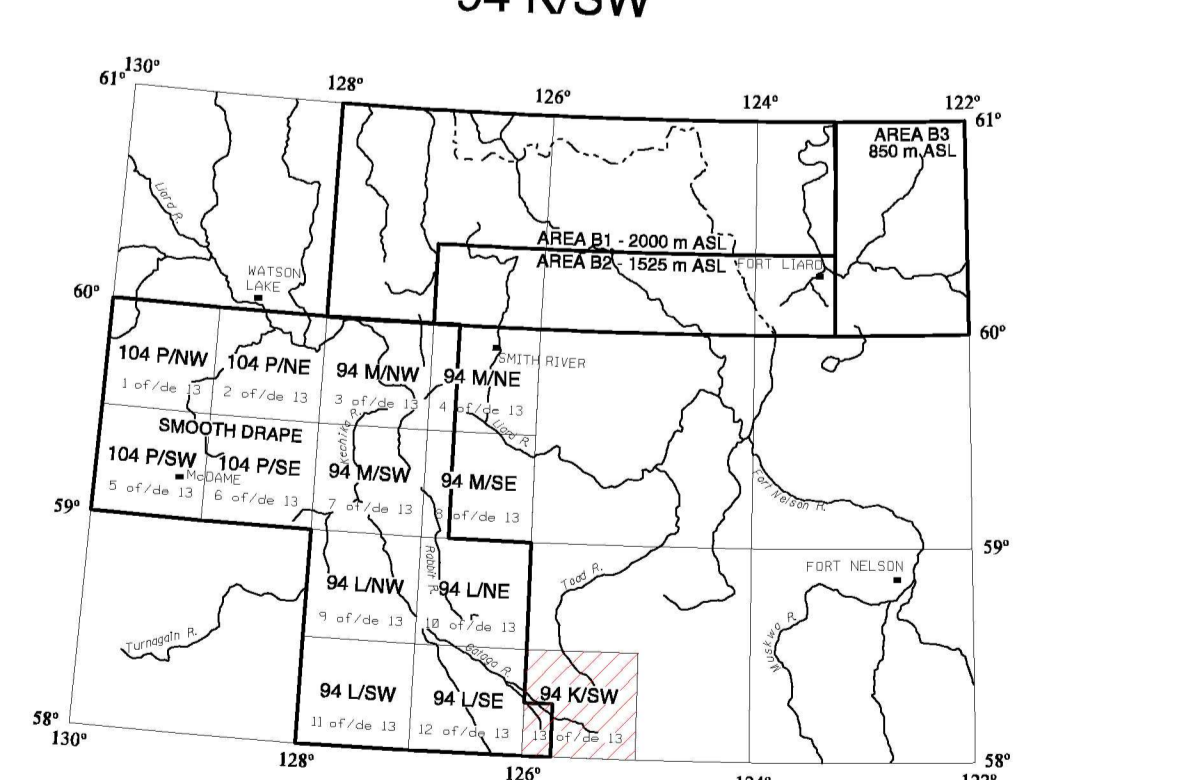 94 K/SW
130°
61°
128°
126°
124°
122°
61°
AREA B3
850 m ASL
Liard R.
AREA B1 - 2000 m ASL
AREA B2 - 1525 m ASL
FORT LIARD
WATSON
LAKE
60°
60°
SMITH RIVER
104 P/NW
1 of/de 13
104 P/NE
2 of/de 13
94 M/NW
3 of/de 13
94 M/NE
4 of/de 13
SMOOTH DRAPE
Kechika R.
Liard R.
104 P/SW
McDAME
5 of/de 13
104 P/SE
6 of/de 13
94 M/SW
7 of/de 13
94 M/SE
8 of/de 13
Fort Nelson R.
59°
59°
FORT NELSON
Rabbit R.
Toad R.
94 L/NW
9 of/de 13
94 L/NE
10 of/de 13
Turnagain R.
Gataga R.
Muskwa R.
94 L/SW
11 of/de 13
94 L/SE
12 of/de 13
94 K/SW
13 of/de 13
58°
130°
128°
126°
124°
58°
122°